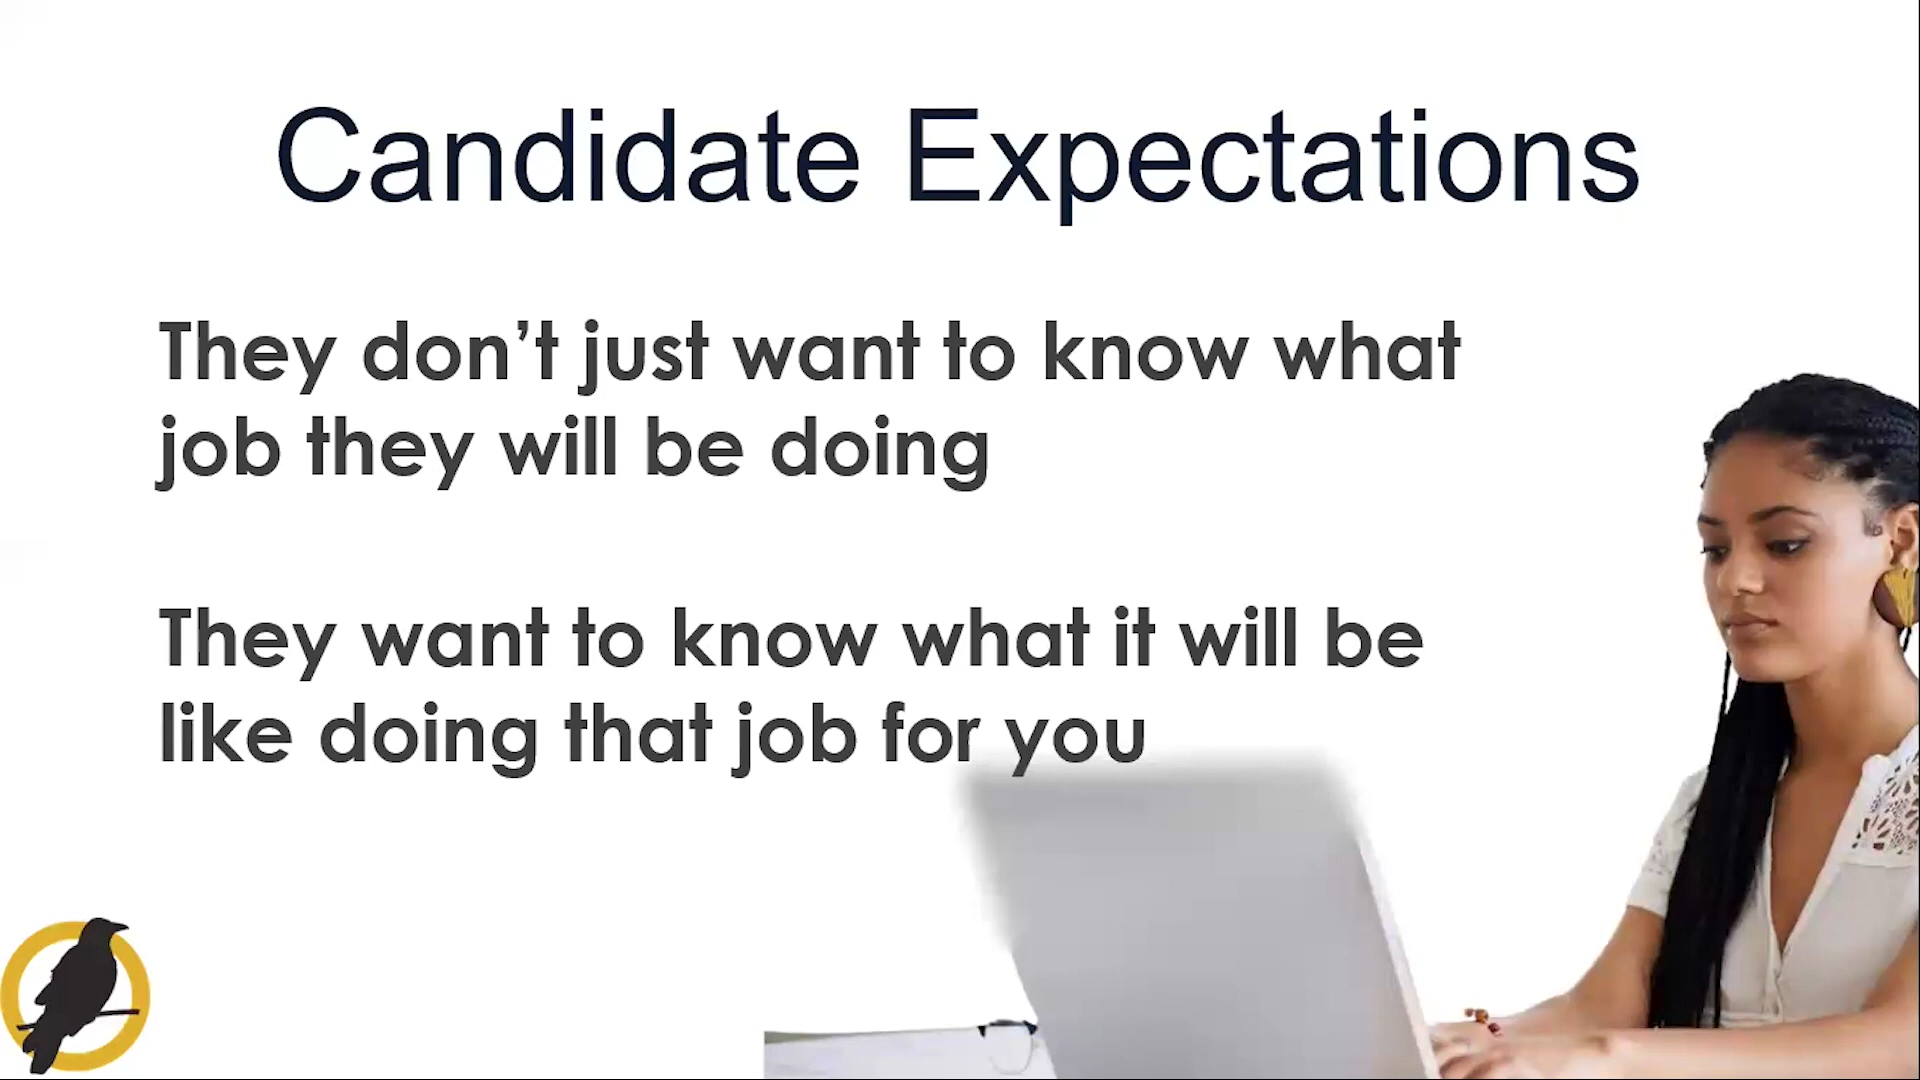 Candidate Expectations
They don’t just want to know what
job they will be doing
They want to know what it will be
like doing that job for you